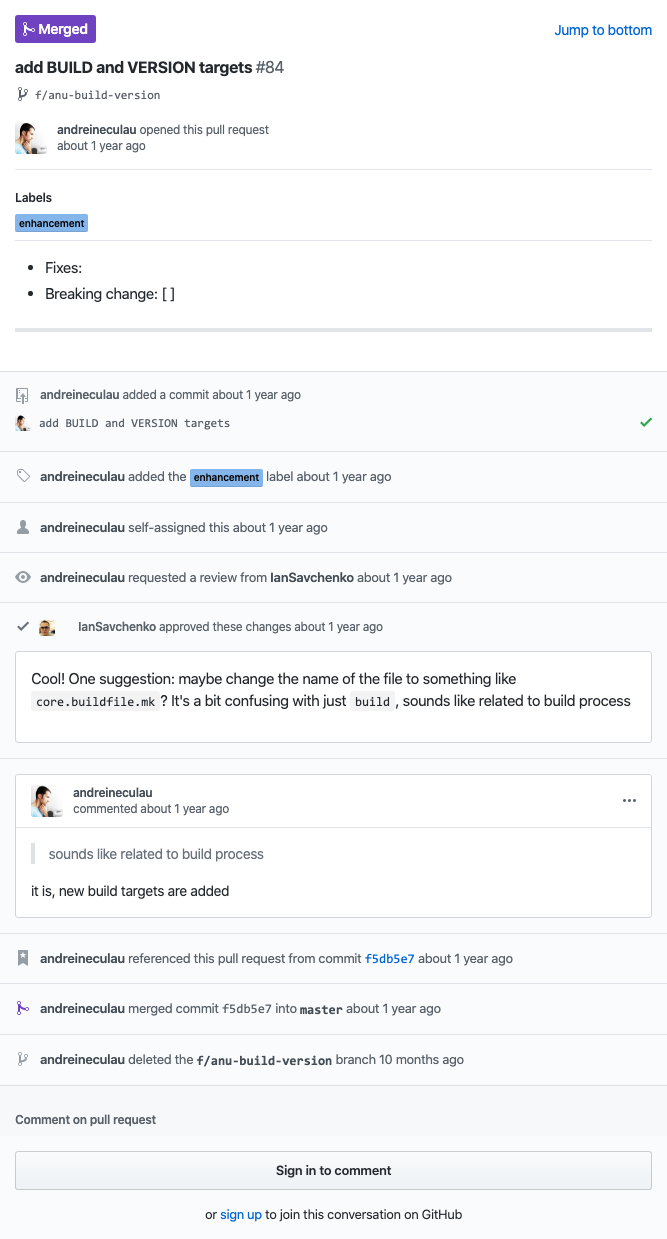 Merged
Jump to bottom
add BUILD and VERSION targets #84
f/anu-build-version
andreineculau opened this pull request
about 1 year ago
Labels
enhancement
• Fixes:
• Breaking change: [ ]
andreineculau added a commit about 1 year ago
add BUILD and VERSION targets
andreineculau added the enhancement label about 1 year ago
andreineculau self-assigned this about 1 year ago
andreineculau requested a review from IanSavchenko about 1 year ago
IanSavchenko approved these changes about 1 year ago
Cool! One suggestion: maybe change the name of the file to something like
core.buildfile.mk ? It's a bit confusing with just build , sounds like related to build process
andreineculau
commented about 1 year ago
sounds like related to build process
it is, new build targets are added
andreineculau referenced this pull request from commit f5db5e7 about 1 year ago
andreineculau merged commit f5db5e7 into master about 1 year ago
andreineculau deleted the f/anu-build-version branch 10 months ago
Comment on pull request
Sign in to comment
or sign up to join this conversation on GitHub